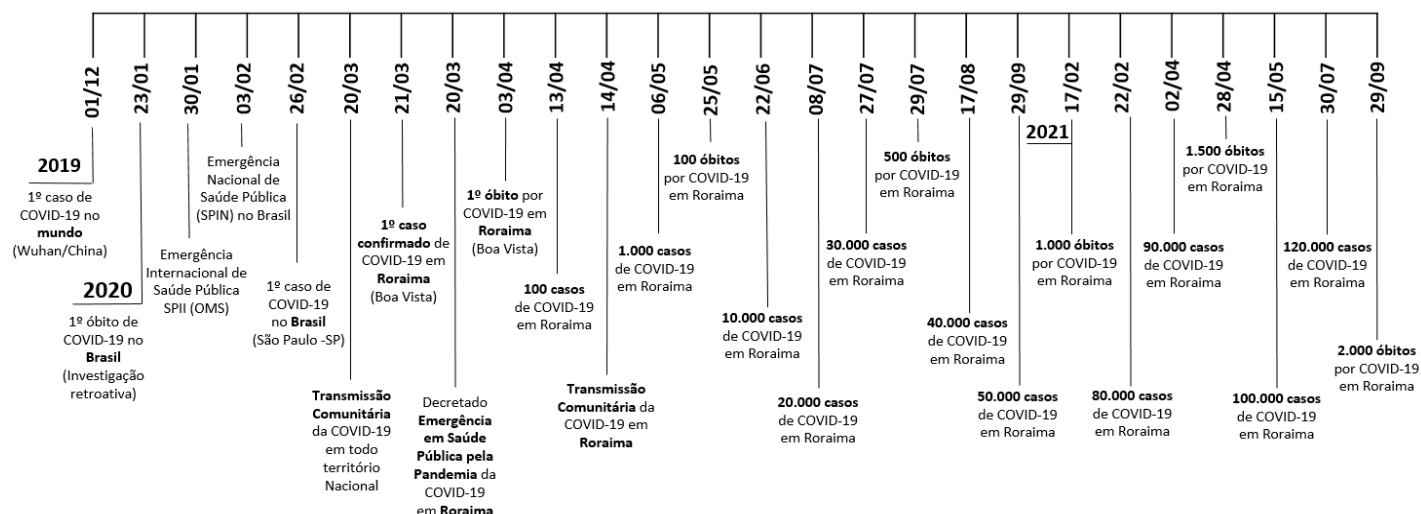 01/12
23/01
30/01
03/02
26/02
20/03
21/03
20/03
03/04
13/04
14/04
06/05
25/05
22/06
08/07
27/07
29/07
17/08
29/09
17/02
22/02
02/04
28/04
15/05
30/07
29/09
2019
1º caso de
COVID-19 no
mundo
(Wuhan/China)
2020
1º óbito de
COVID-19 no
Brasil
(Investigação
retroativa)
Emergência
Internacional de
Saúde Pública
SPII (OMS)
Emergência
Nacional de
Saúde Pública
(SPIN) no Brasil
1º caso de
COVID-19
no Brasil
(São Paulo -SP)
Transmissão
Comunitária
da COVID-19
em todo
território
Nacional
1º caso
confirmado de
COVID-19 em
Roraima
(Boa Vista)
Decretado
Emergência
em Saúde
Pública pela
Pandemia da
COVID-19
em Roraima
1º óbito por
COVID-19 em
Roraima
(Boa Vista)
100 casos
de COVID-19
em Roraima
Transmissão
Comunitária da
COVID-19 em
Roraima
1.000 casos
de COVID-19
em Roraima
100 óbitos
por COVID-19
em Roraima
10.000 casos
de COVID-19
em Roraima
20.000 casos
de COVID-19
em Roraima
30.000 casos
de COVID-19
em Roraima
500 óbitos
por COVID-19
em Roraima
40.000 casos
de COVID-19
em Roraima
50.000 casos
de COVID-19
em Roraima
2021
1.000 óbitos
por COVID-19
em Roraima
80.000 casos
de COVID-19
em Roraima
90.000 casos
de COVID-19
em Roraima
1.500 óbitos
por COVID-19
em Roraima
100.000 casos
de COVID-19
em Roraima
120.000 casos
de COVID-19
em Roraima
2.000 óbitos
por COVID-19
em Roraima